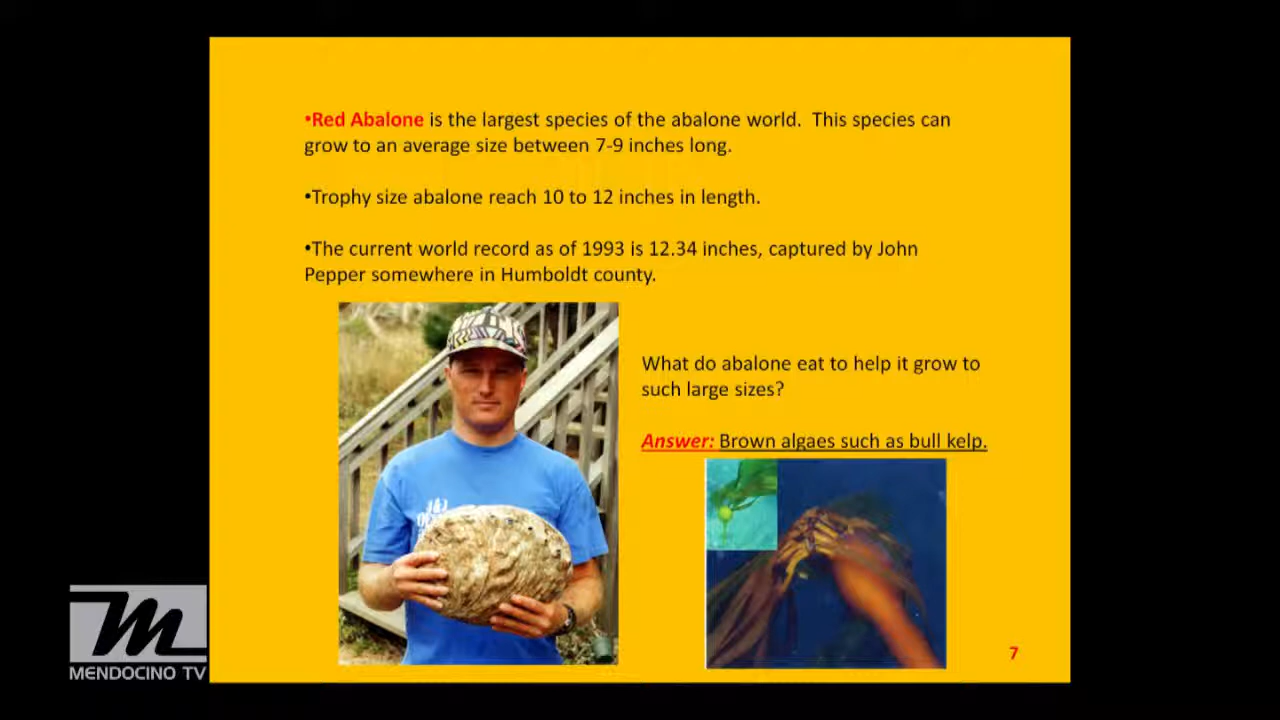 •Red Abalone is the largest species of the abalone world.  This species can
grow to an average size between 7-9 inches long.
•Trophy size abalone reach 10 to 12 inches in length.
•The current world record as of 1993 is 12.34 inches, captured by John
Pepper somewhere in Humboldt county.
What do abalone eat to help it grow to
such large sizes?
Answer: Brown algaes such as bull kelp.
7
M
MENDOCINO TV